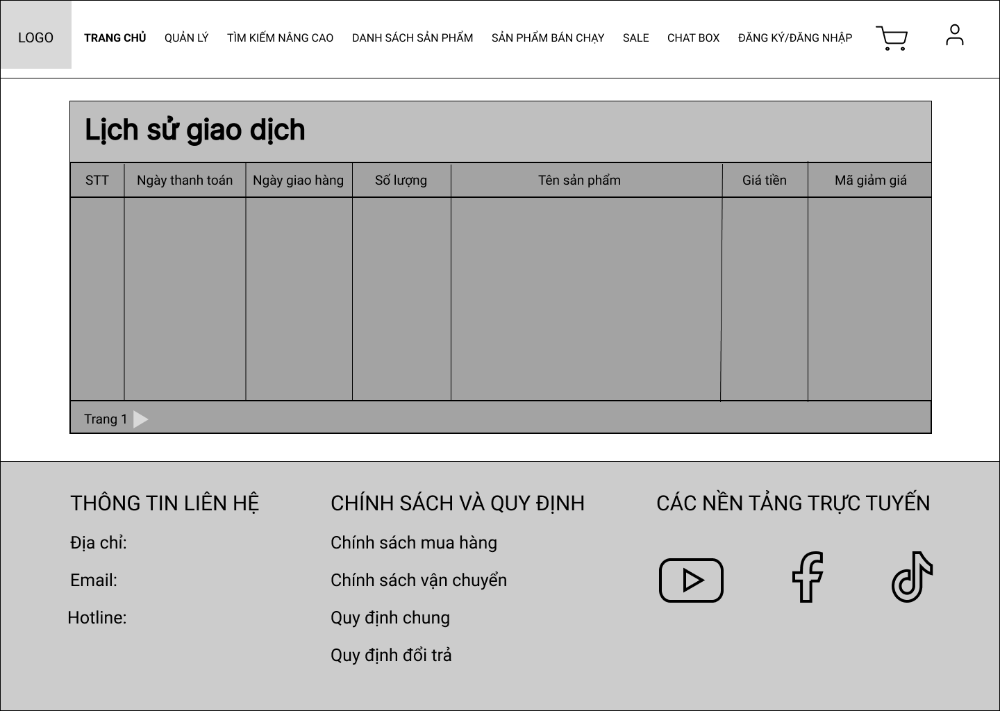 LOGO TRANG CHỦ QUẢN LÝ TÌM KIẾM NÂNG CAO DANH SÁCH SẢN PHẨM SẢN PHẨM BÁN CHẠY SALE CHAT BOX ĐĂNG KÝ/ĐĂNG NHẬP
Lịch sử giao dịch
STT Ngày thanh toán Ngày giao hàng Số lượng Tên sản phẩm Giá tiền Mã giảm giá
Trang 1
THÔNG TIN LIÊN HỆ
Địa chỉ:
Email:
Hotline:
CHÍNH SÁCH VÀ QUY ĐỊNH
Chính sách mua hàng
Chính sách vận chuyển
Quy định chung
Quy định đổi trả
CÁC NỀN TẢNG TRỰC TUYẾN